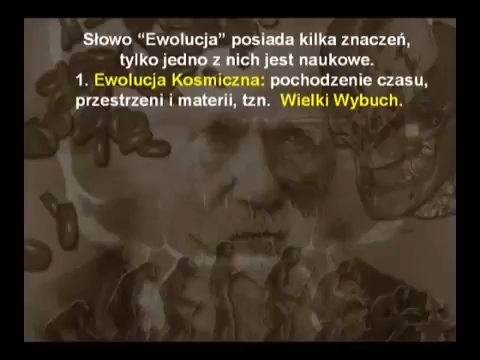 Słowo “Ewolucja” posiada kilka znaczeń,
tylko jedno z nich jest naukowe.
1. Ewolucja Kosmiczna: pochodzenie czasu,
przestrzeni i materii, tzn. Wielki Wybuch.